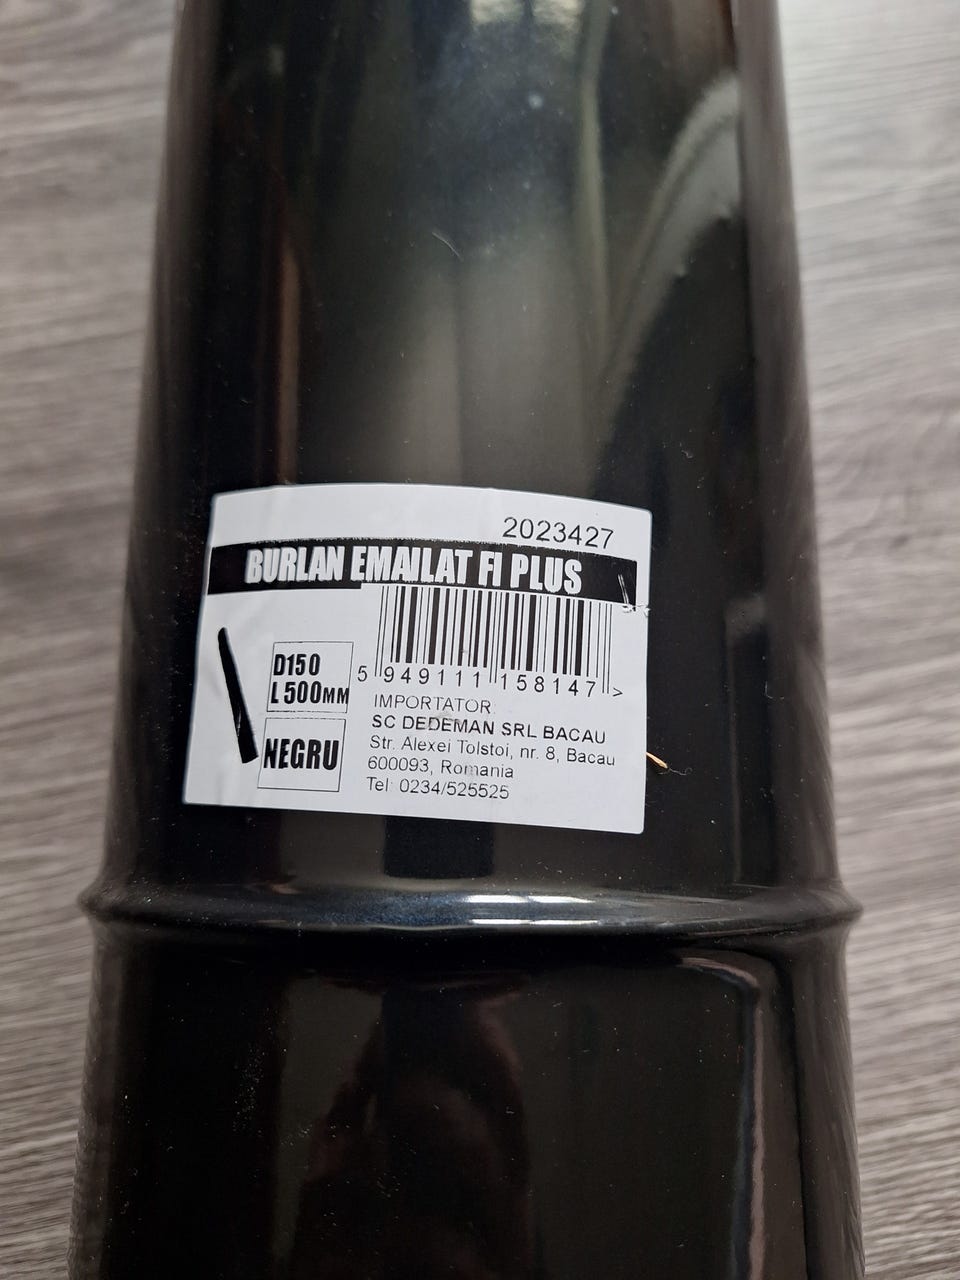 2023427
BURLAN EMAILAT FI PLUS
D150
L 500MM
NEGRU
5 949111 158147 >
IMPORTATOR:
SC DEDEMAN SRL BACAU
Str. Alexei Tolstoi, nr. 8, Bacau
600093, Romania
Tel: 0234/525525